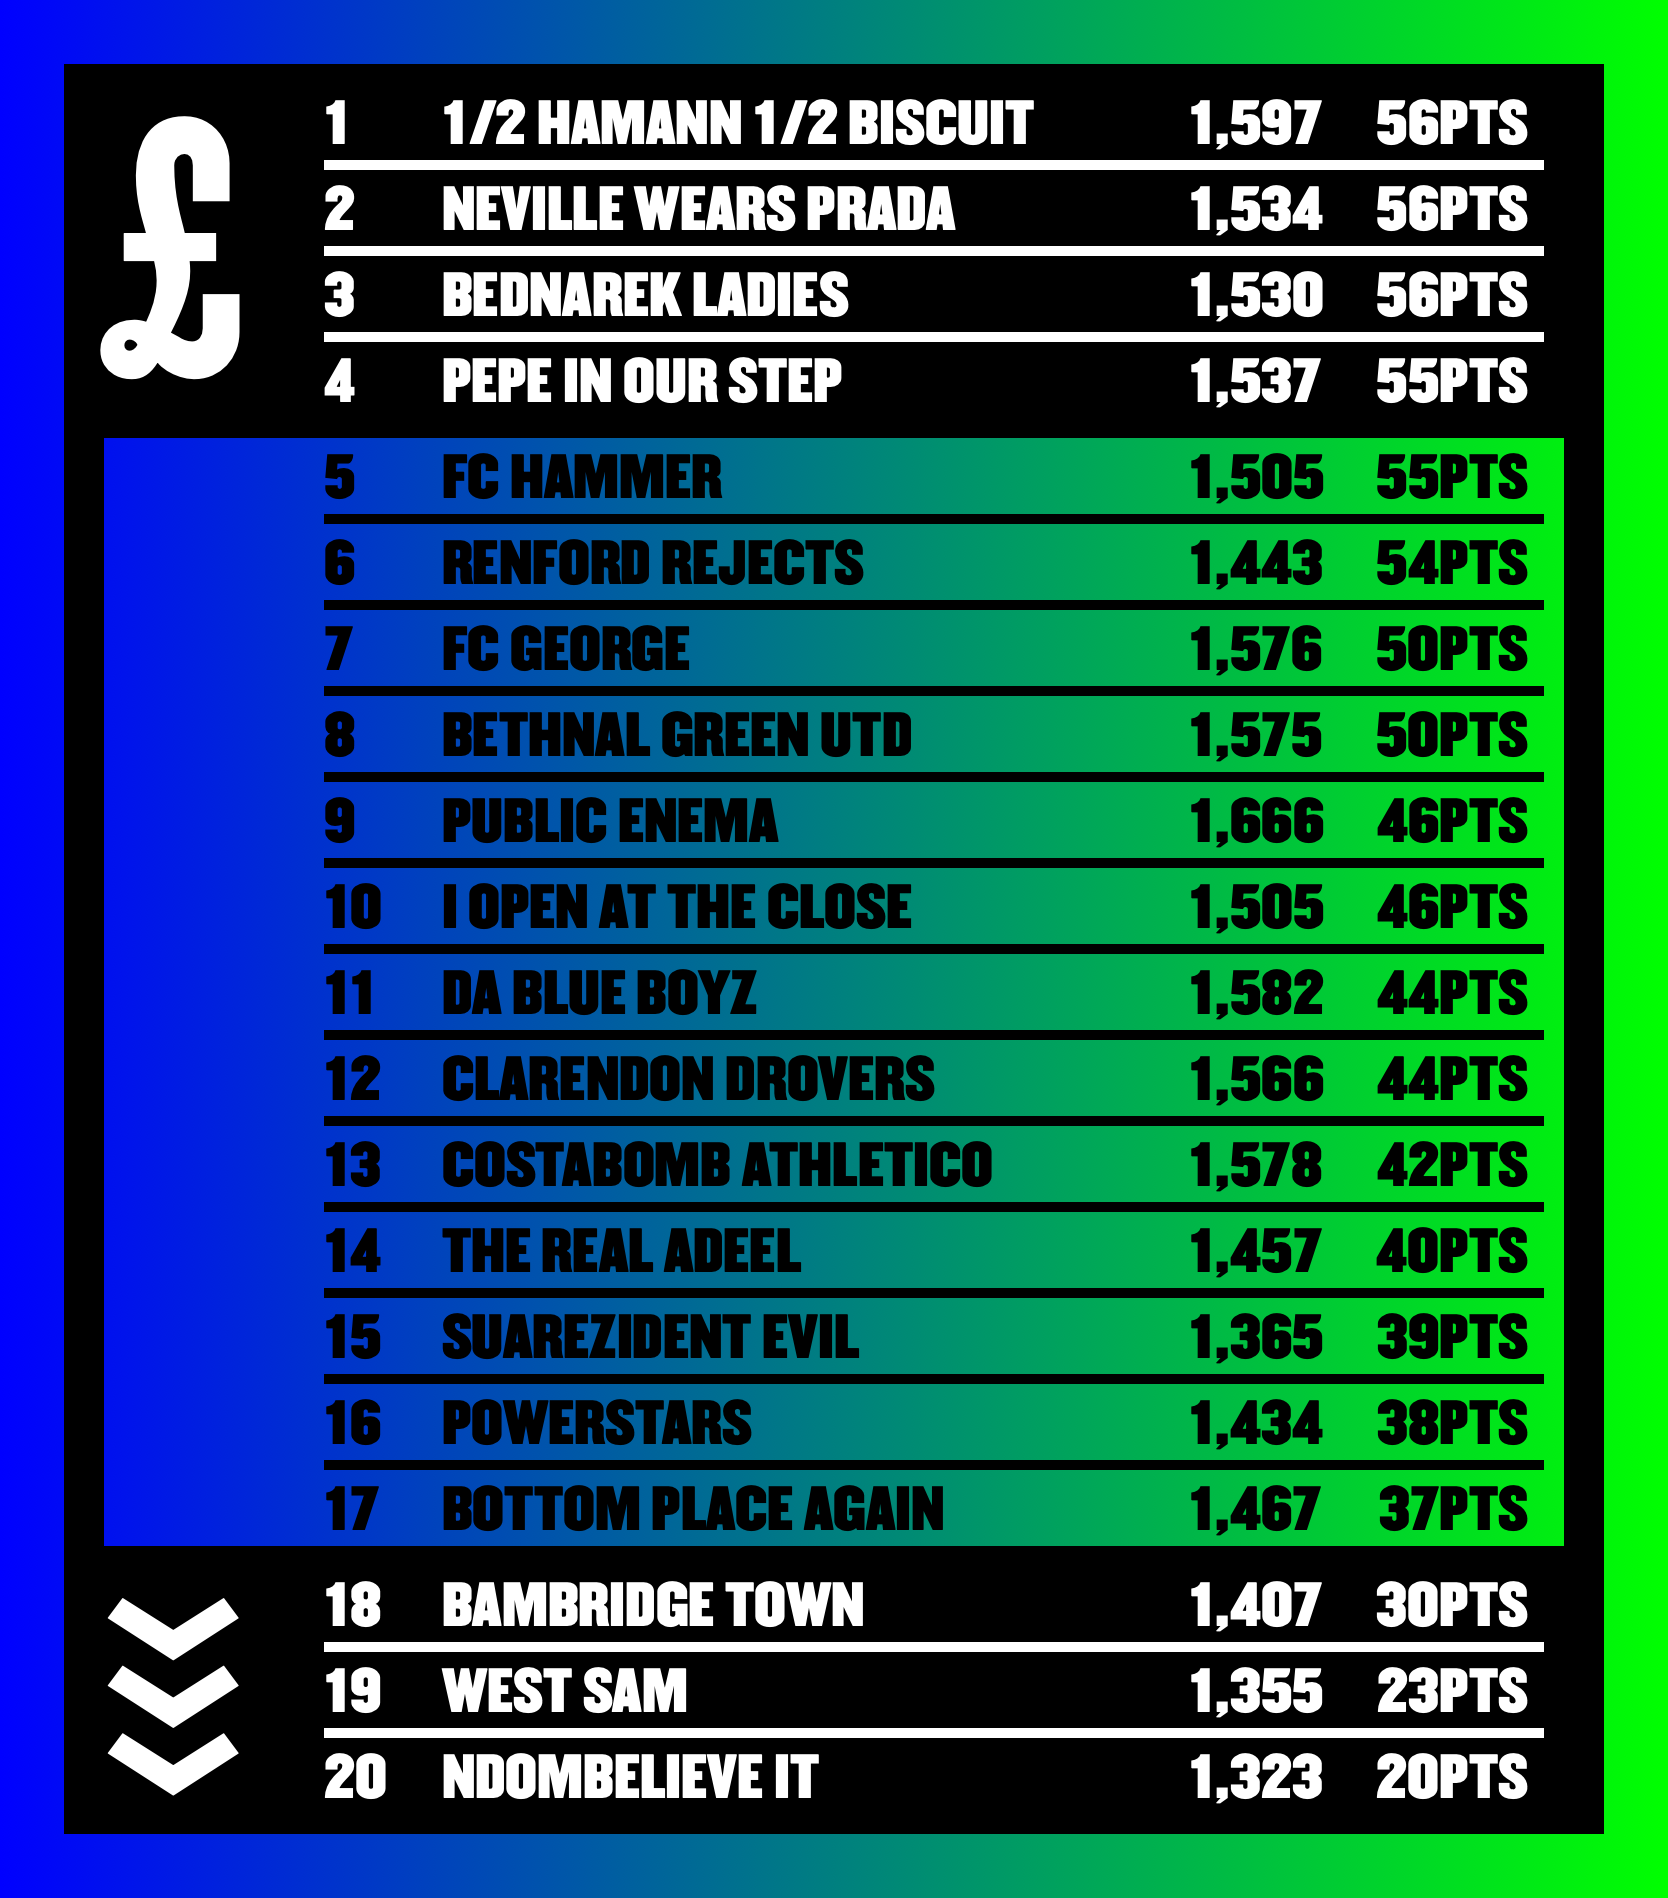 £
1 1/2 HAMANN 1/2 BISCUIT 1,597 56PTS
2 NEVILLE WEARS PRADA 1,534 56PTS
3 BEDNAREK LADIES 1,530 56PTS
4 PEPE IN OUR STEP 1,537 55PTS
5 FC HAMMER 1,505 55PTS
6 RENFORD REJECTS 1,443 54PTS
7 FC GEORGE 1,576 50PTS
8 BETHNAL GREEN UTD 1,575 50PTS
9 PUBLIC ENEMA 1,666 46PTS
10 I OPEN AT THE CLOSE 1,505 46PTS
11 DA BLUE BOYZ 1,582 44PTS
12 CLARENDON DROVERS 1,566 44PTS
13 COSTABOMB ATHLETICO 1,578 42PTS
14 THE REAL ADEEL 1,457 40PTS
15 SUAREZIDENT EVIL 1,365 39PTS
16 POWERSTARS 1,434 38PTS
17 BOTTOM PLACE AGAIN 1,467 37PTS
18 BAMBRIDGE TOWN 1,407 30PTS
19 WEST SAM 1,355 23PTS
20 NDOMBELIEVE IT 1,323 20PTS